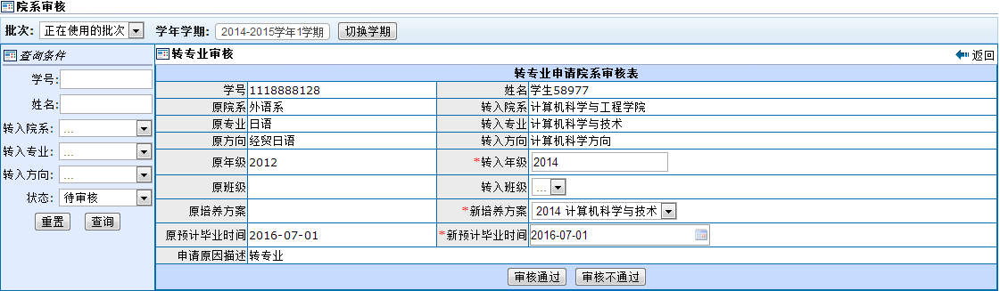 院系审核
批次: 正在使用的批次 学年学期: 2014-2015学年1学期 切换学期
查询条件
学号:
姓名:
转入院系: ...
转入专业: ...
转入方向: ...
状态: 待审核
重置 查询
转专业审核 返回
转专业申请院系审核表
学号 1118888128 姓名 学生58977
原院系 外语系 转入院系 计算机科学与工程学院
原专业 日语 转入专业 计算机科学与技术
原方向 经贸日语 转入方向 计算机科学方向
原年级 2012 *转入年级 2014
原班级 转入班级 ...
原培养方案 *新培养方案 2014 计算机科学与技术
原预计毕业时间 2016-07-01 *新预计毕业时间 2016-07-01
申请原因描述 转专业
审核通过 审核不通过